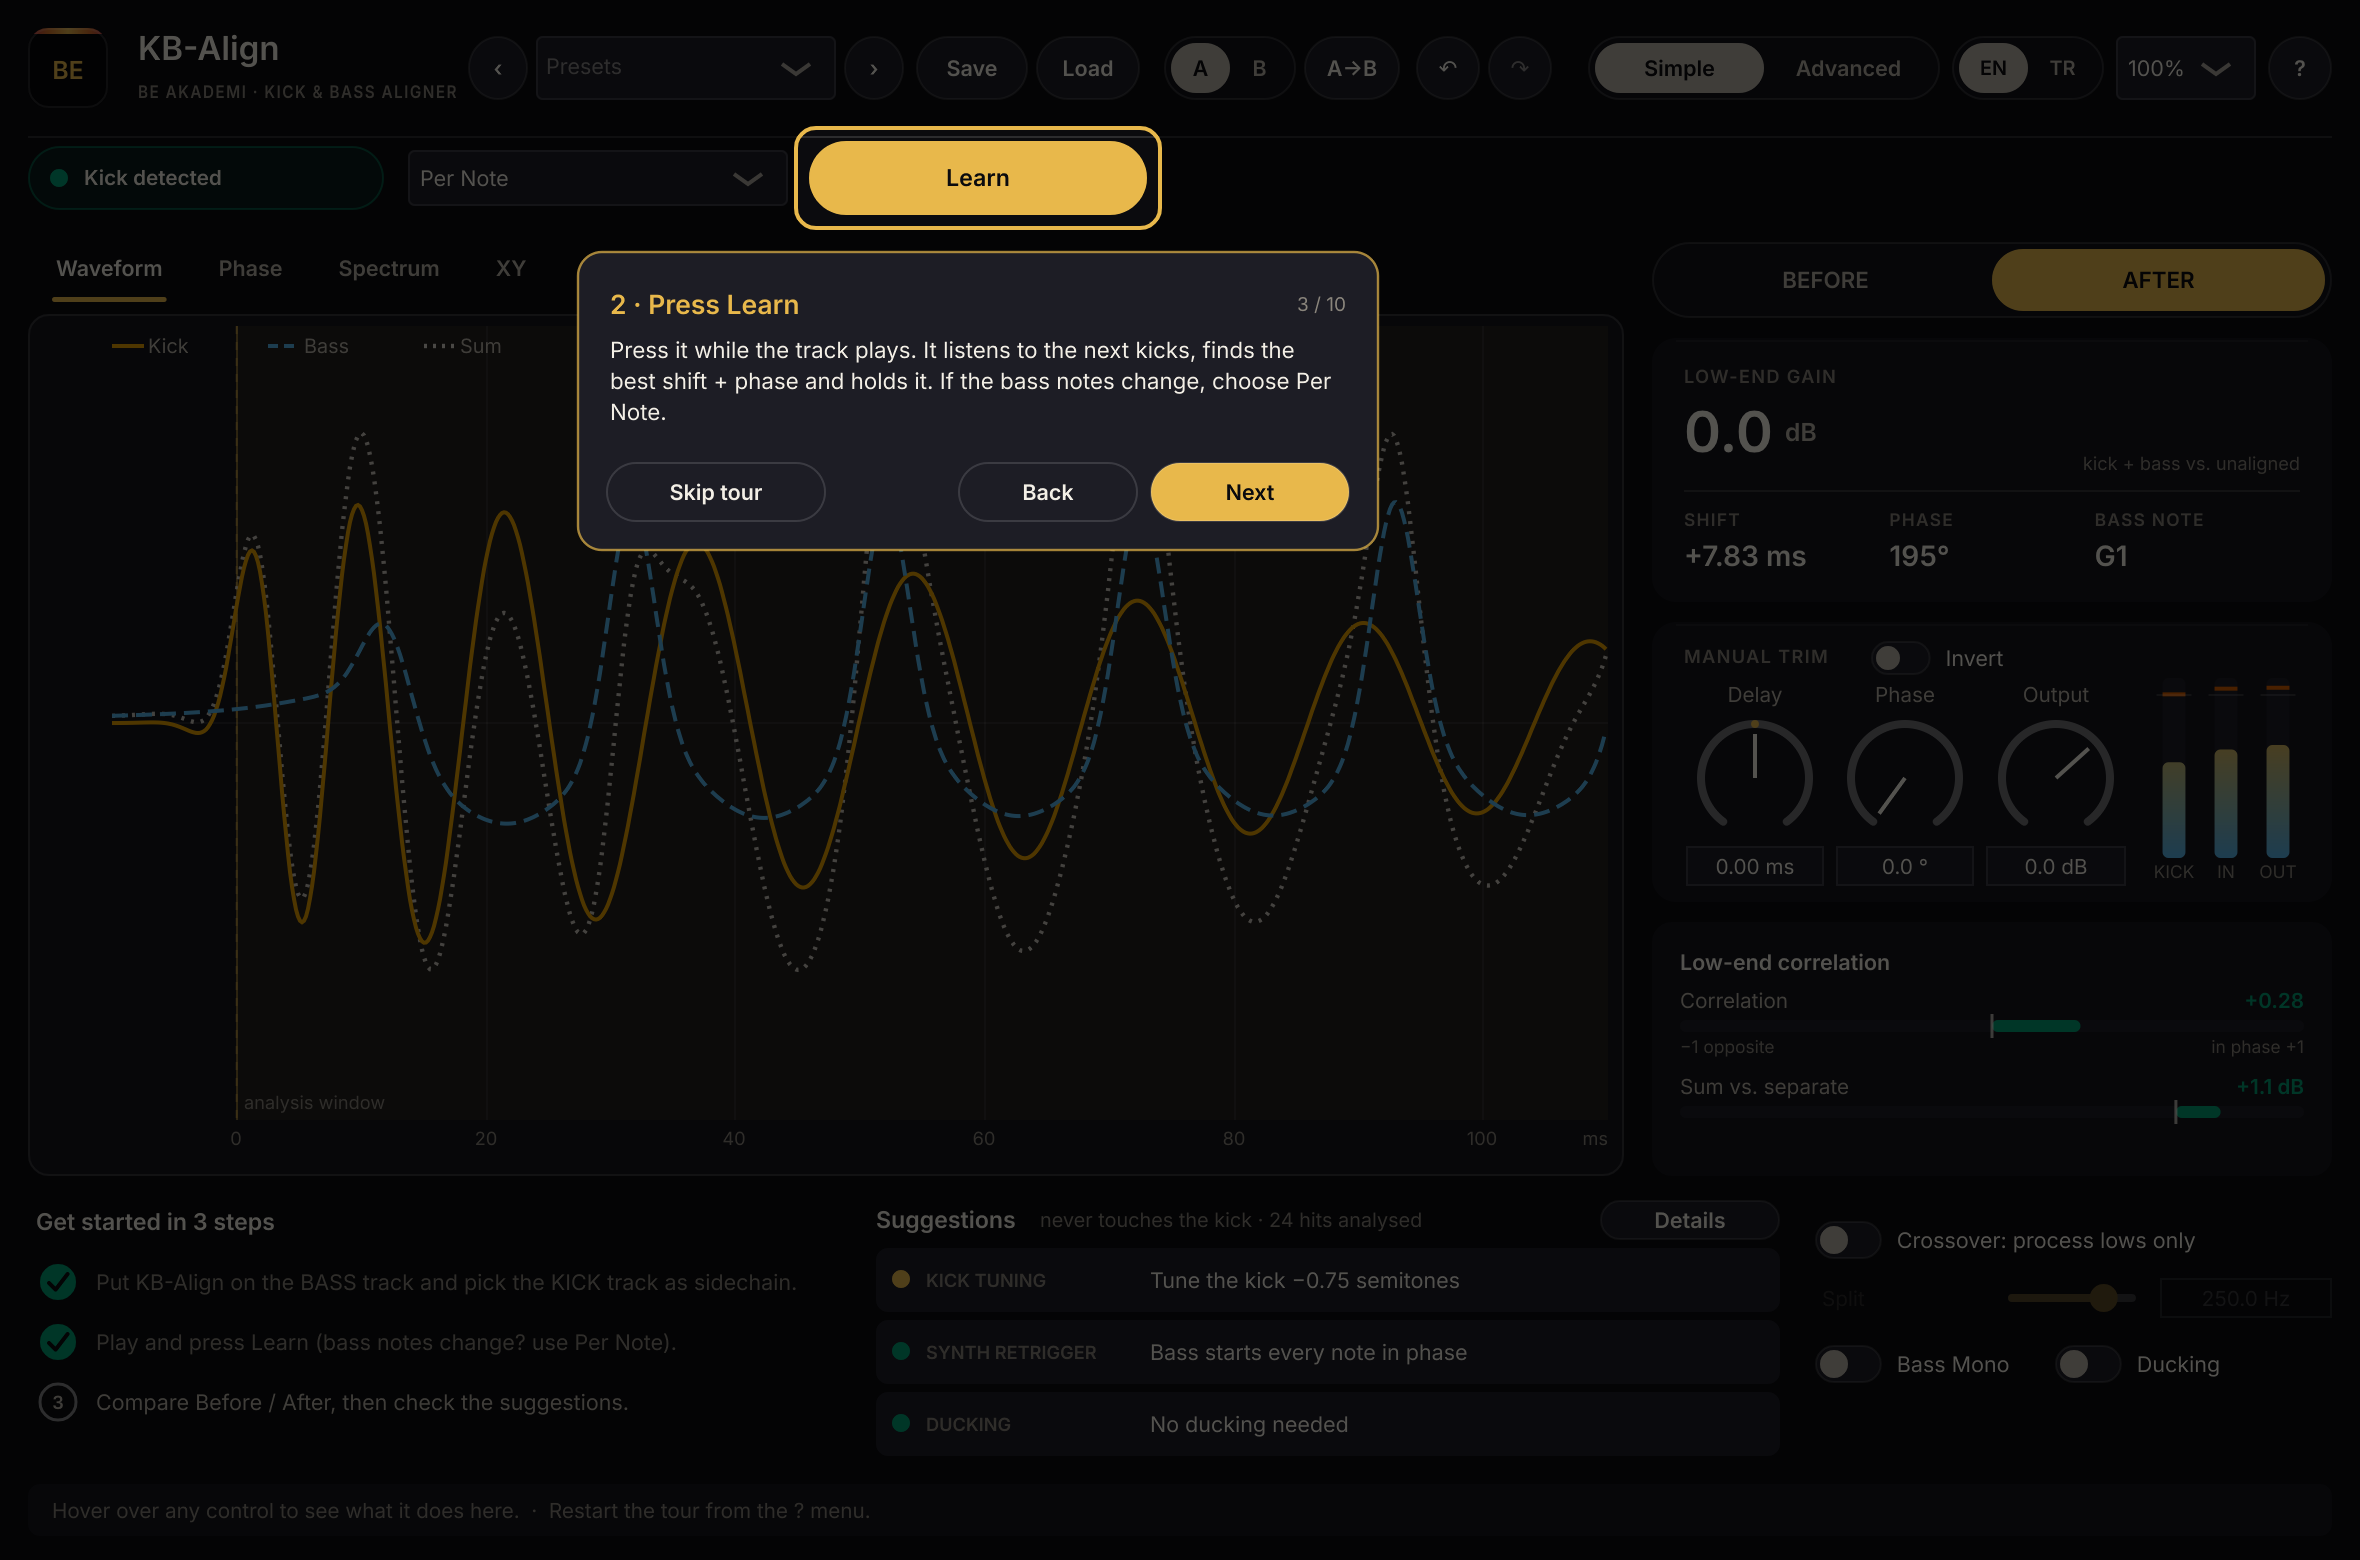 BE
KB-Align
BE AKADEMI · KICK & BASS ALIGNER
‹
Presets
›
Save
Load
A
B
A→B
↶
↷
Simple
Advanced
EN
TR
100%
?
Kick detected
Per Note
Learn
Waveform
Phase
Spectrum
XY
2 · Press Learn
3 / 10
Press it while the track plays. It listens to the next kicks, finds the
best shift + phase and holds it. If the bass notes change, choose Per
Note.
Skip tour
Back
Next
Kick
Bass
Sum
analysis window
0
20
40
60
80
100
ms
BEFORE
AFTER
LOW-END GAIN
0.0 dB
kick + bass vs. unaligned
SHIFT
PHASE
BASS NOTE
+7.83 ms
195°
G1
MANUAL TRIM
Invert
Delay
Phase
Output
0.00 ms
0.0 °
0.0 dB
KICK
IN
OUT
Low-end correlation
Correlation
+0.28
−1 opposite
in phase +1
Sum vs. separate
+1.1 dB
Get started in 3 steps
Put KB-Align on the BASS track and pick the KICK track as sidechain.
Play and press Learn (bass notes change? use Per Note).
3
Compare Before / After, then check the suggestions.
Suggestions
never touches the kick · 24 hits analysed
Details
KICK TUNING
Tune the kick −0.75 semitones
SYNTH RETRIGGER
Bass starts every note in phase
DUCKING
No ducking needed
Crossover: process lows only
Split
250.0 Hz
Bass Mono
Ducking
Hover over any control to see what it does here. · Restart the tour from the ? menu.